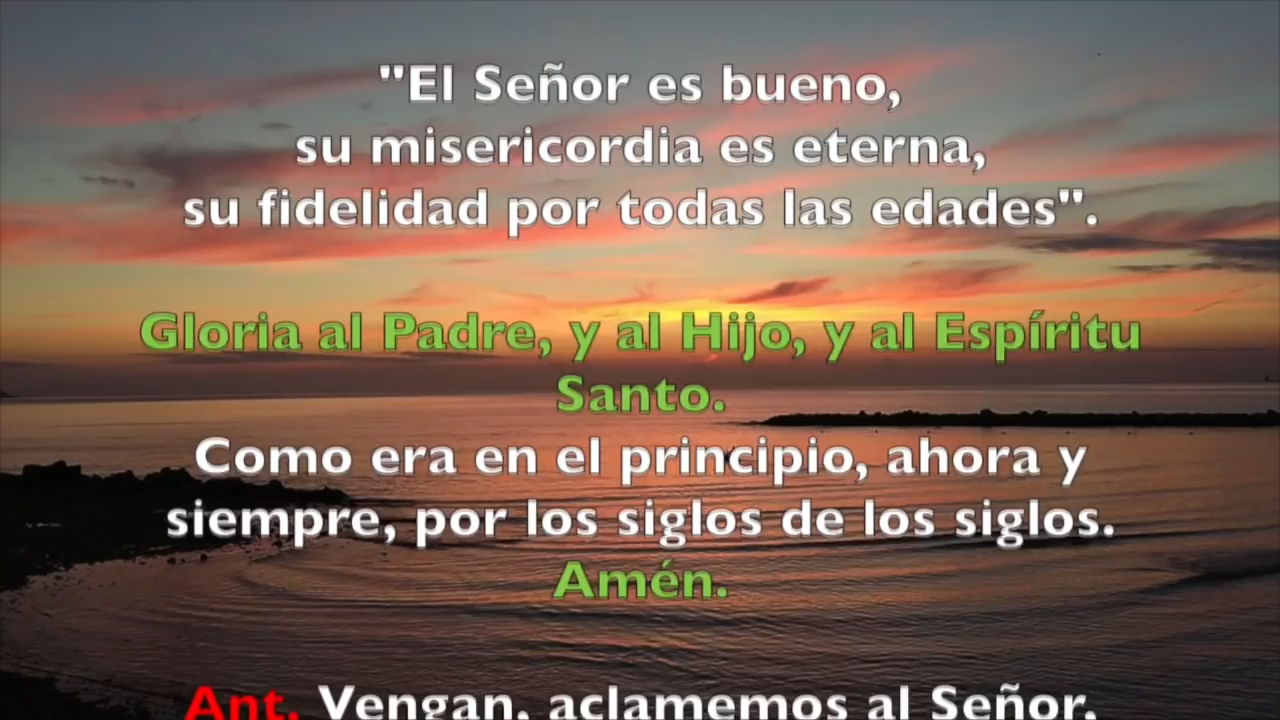 "El Señor es bueno,
su misericordia es eterna,
su fidelidad por todas las edades".
Gloria al Padre, y al Hijo, y al Espíritu
Santo.
Como era en el principio, ahora y
siempre, por los siglos de los siglos.
Amén.
Ant. Vengan, aclamemos al Señor,